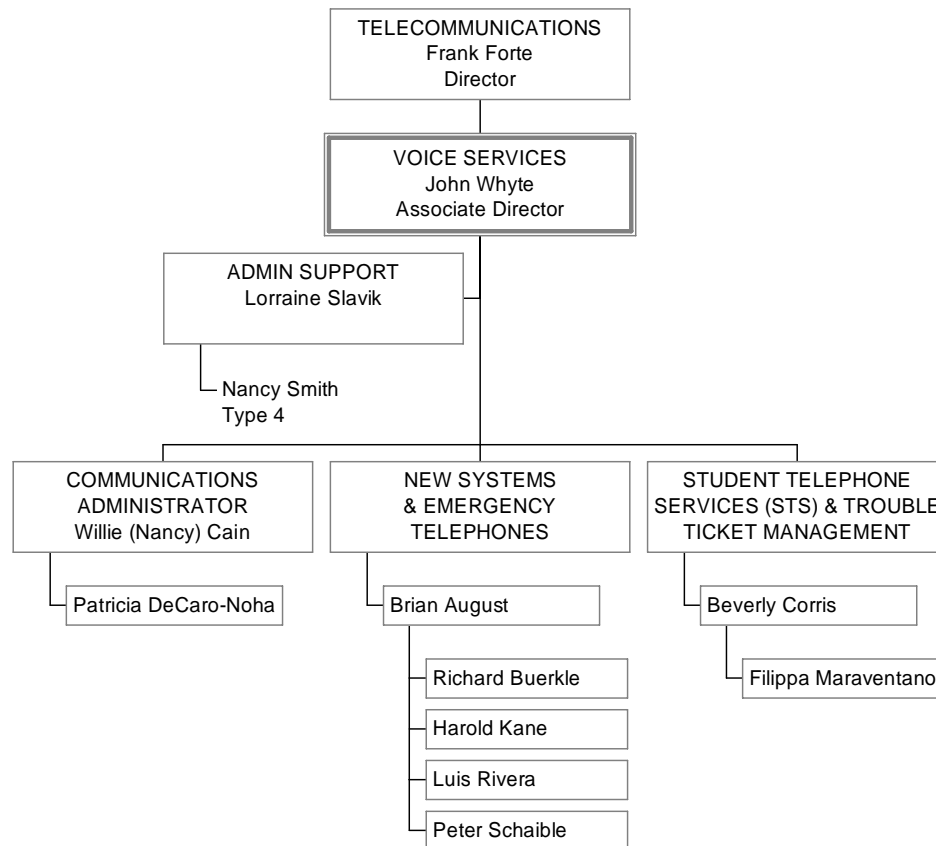 TELECOMMUNICATIONS
Frank Forte
Director
VOICE SERVICES
John Whyte
Associate Director
ADMIN SUPPORT
Lorraine Slavik
Nancy Smith
Type 4
COMMUNICATIONS
ADMINISTRATOR
Willie (Nancy) Cain
Patricia DeCaro-Noha
NEW SYSTEMS
& EMERGENCY
TELEPHONES
Brian August
Richard Buerkle
Harold Kane
Luis Rivera
Peter Schaible
STUDENT TELEPHONE
SERVICES (STS) & TROUBLE
TICKET MANAGEMENT
Beverly Corris
Filippa Maraventano